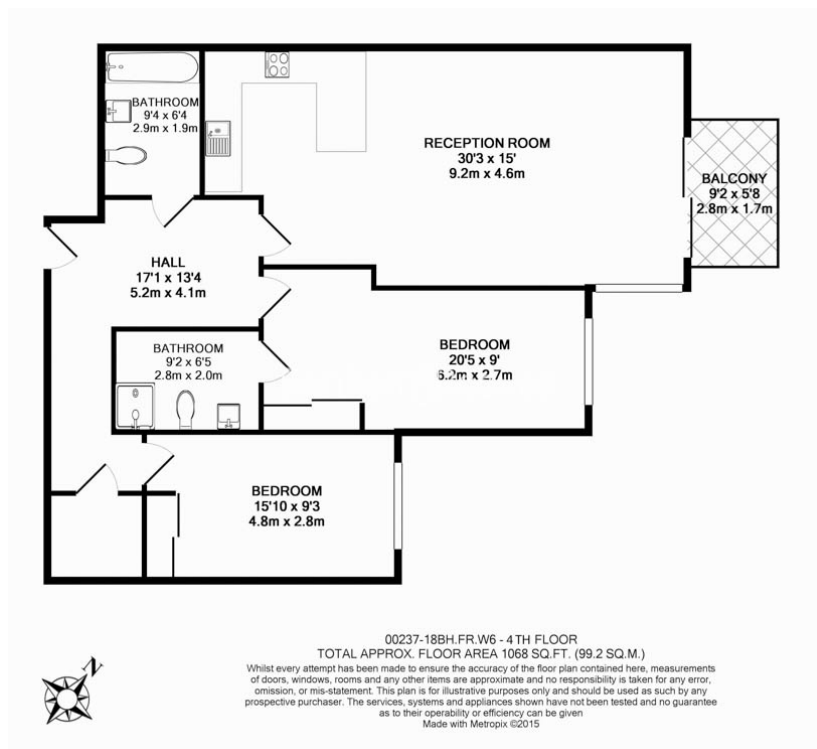 BATHROOM
9'4 x 6'4
2.9m x 1.9m
RECEPTION ROOM
30'3 x 15'
9.2m x 4.6m
BALCONY
9'2 x 5'8
2.8m x 1.7m
HALL
17'1 x 13'4
5.2m x 4.1m
BATHROOM
9'2 x 6'5
2.8m x 2.0m
BEDROOM
20'5 x 9'
6.2m x 2.7m
BEDROOM
15'10 x 9'3
4.8m x 2.8m
N
00237-18BH.FR.W6 - 4TH FLOOR
TOTAL APPROX. FLOOR AREA 1068 SQ.FT. (99.2 SQ.M.)
Whilst every attempt has been made to ensure the accuracy of the floor plan contained here, measurements
of doors, windows, rooms and any other items are approximate and no responsibility is taken for any error,
omission, or mis-statement. This plan is for illustrative purposes only and should be used as such by any
prospective purchaser. The services, systems and appliances shown have not been tested and no guarantee
as to their operability or efficiency can be given
Made with Metropix ©2015